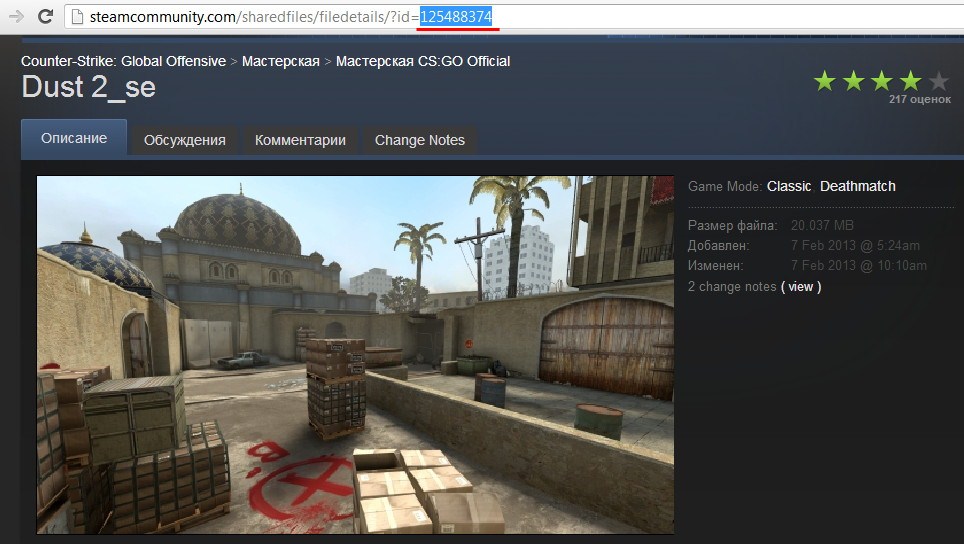 steamcommunity.com/sharedfiles/filedetails/?id=125488374
Counter-Strike: Global Offensive > Мастерская > Мастерская CS:GO Official
Dust 2_se
217 оценок
Описание
Обсуждения
Комментарии
Change Notes
Game Mode: Classic Deathmatch
Размер файла: 20.037 MB
Добавлен: 7 Feb 2013 @ 5:24am
Изменен: 7 Feb 2013 @ 10:10am
2 change notes ( view )